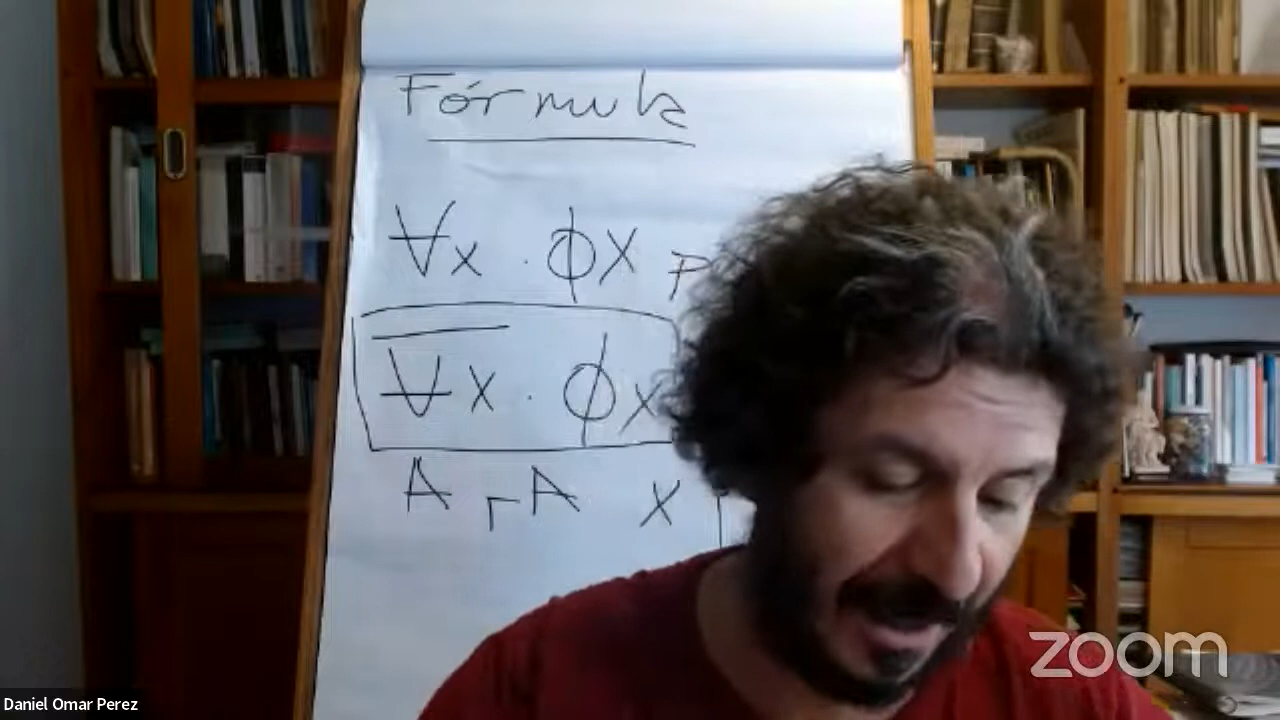 Fórmula
∀x . ϕx
∀̅x̅ . ϕx
A ┌A x
zoom
Daniel Omar Perez